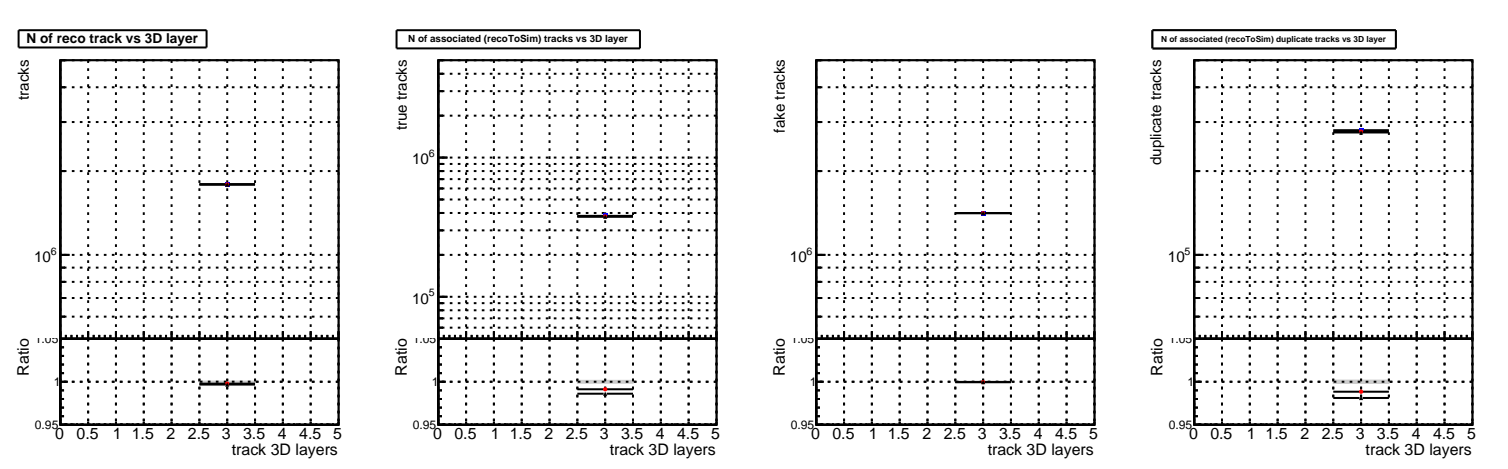 N of reco track vs 3D layer
tracks
10^6
Ratio
1.05
1
0.95
0 0.5 1 1.5 2 2.5 3 3.5 4 4.5 5
track 3D layers
N of associated (recoToSim) tracks vs 3D layer
true tracks
10^6
10^5
Ratio
1.05
1
0.95
0 0.5 1 1.5 2 2.5 3 3.5 4 4.5 5
track 3D layers
fake tracks
10^6
Ratio
1.05
1
0.95
0 0.5 1 1.5 2 2.5 3 3.5 4 4.5 5
track 3D layers
N of associated (recoToSim) duplicate tracks vs 3D layer
duplicate tracks
10^5
Ratio
1.05
1
0.95
0 0.5 1 1.5 2 2.5 3 3.5 4 4.5 5
track 3D layers